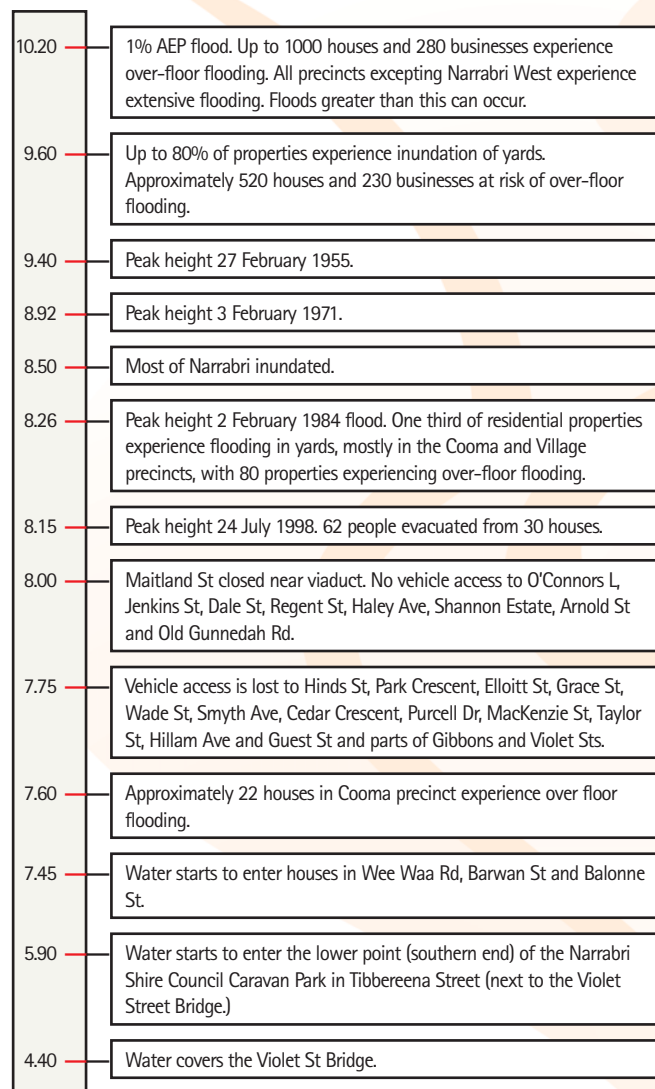 10.20
1% AEP flood. Up to 1000 houses and 280 businesses experience
over-floor flooding. All precincts excepting Narrabri West experience
extensive flooding. Floods greater than this can occur.
9.60
Up to 80% of properties experience inundation of yards.
Approximately 520 houses and 230 businesses at risk of over-floor
flooding.
9.40
Peak height 27 February 1955.
8.92
Peak height 3 February 1971.
8.50
Most of Narrabri inundated.
8.26
Peak height 2 February 1984 flood. One third of residential properties
experience flooding in yards, mostly in the Cooma and Village
precincts, with 80 properties experiencing over-floor flooding.
8.15
Peak height 24 July 1998. 62 people evacuated from 30 houses.
8.00
Maitland St closed near viaduct. No vehicle access to O'Connors L,
Jenkins St, Dale St, Regent St, Haley Ave, Shannon Estate, Arnold St
and Old Gunnedah Rd.
7.75
Vehicle access is lost to Hinds St, Park Crescent, Elloitt St, Grace St,
Wade St, Smyth Ave, Cedar Crescent, Purcell Dr, MacKenzie St, Taylor
St, Hillam Ave and Guest St and parts of Gibbons and Violet Sts.
7.60
Approximately 22 houses in Cooma precinct experience over floor
flooding.
7.45
Water starts to enter houses in Wee Waa Rd, Barwan St and Balonne
St.
5.90
Water starts to enter the lower point (southern end) of the Narrabri
Shire Council Caravan Park in Tibbereena Street (next to the Violet
Street Bridge.)
4.40
Water covers the Violet St Bridge.